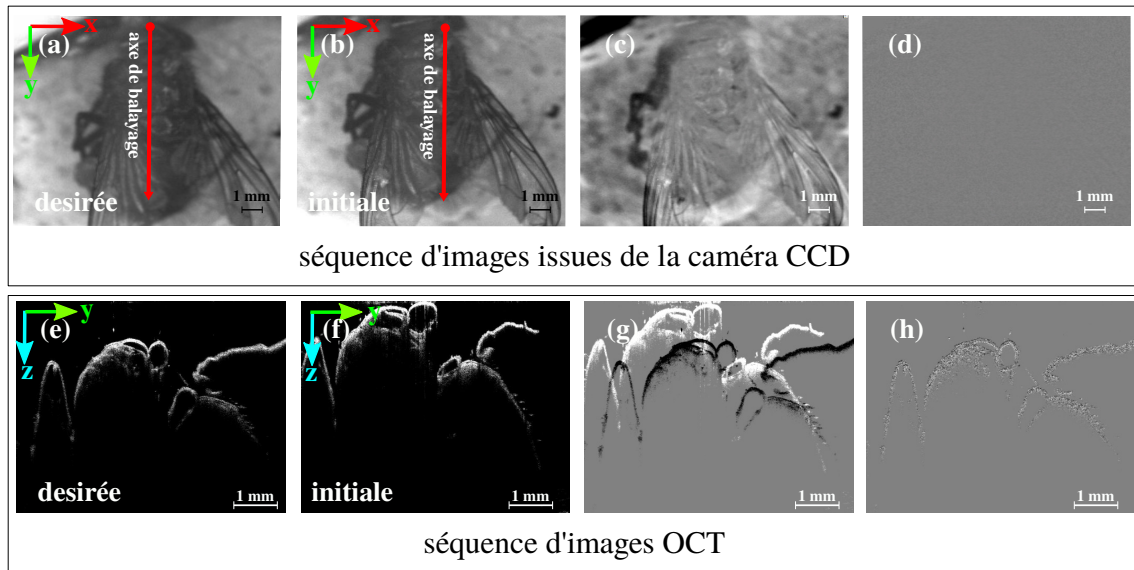 (a)
x
y
axe de balayage
desirée
1 mm
(b)
x
y
axe de balayage
initiale
1 mm
(c)
1 mm
(d)
1 mm
séquence d'images issues de la caméra CCD
(e)
y
z
desirée
1 mm
(f)
y
z
initiale
1 mm
(g)
1 mm
(h)
1 mm
séquence d'images OCT